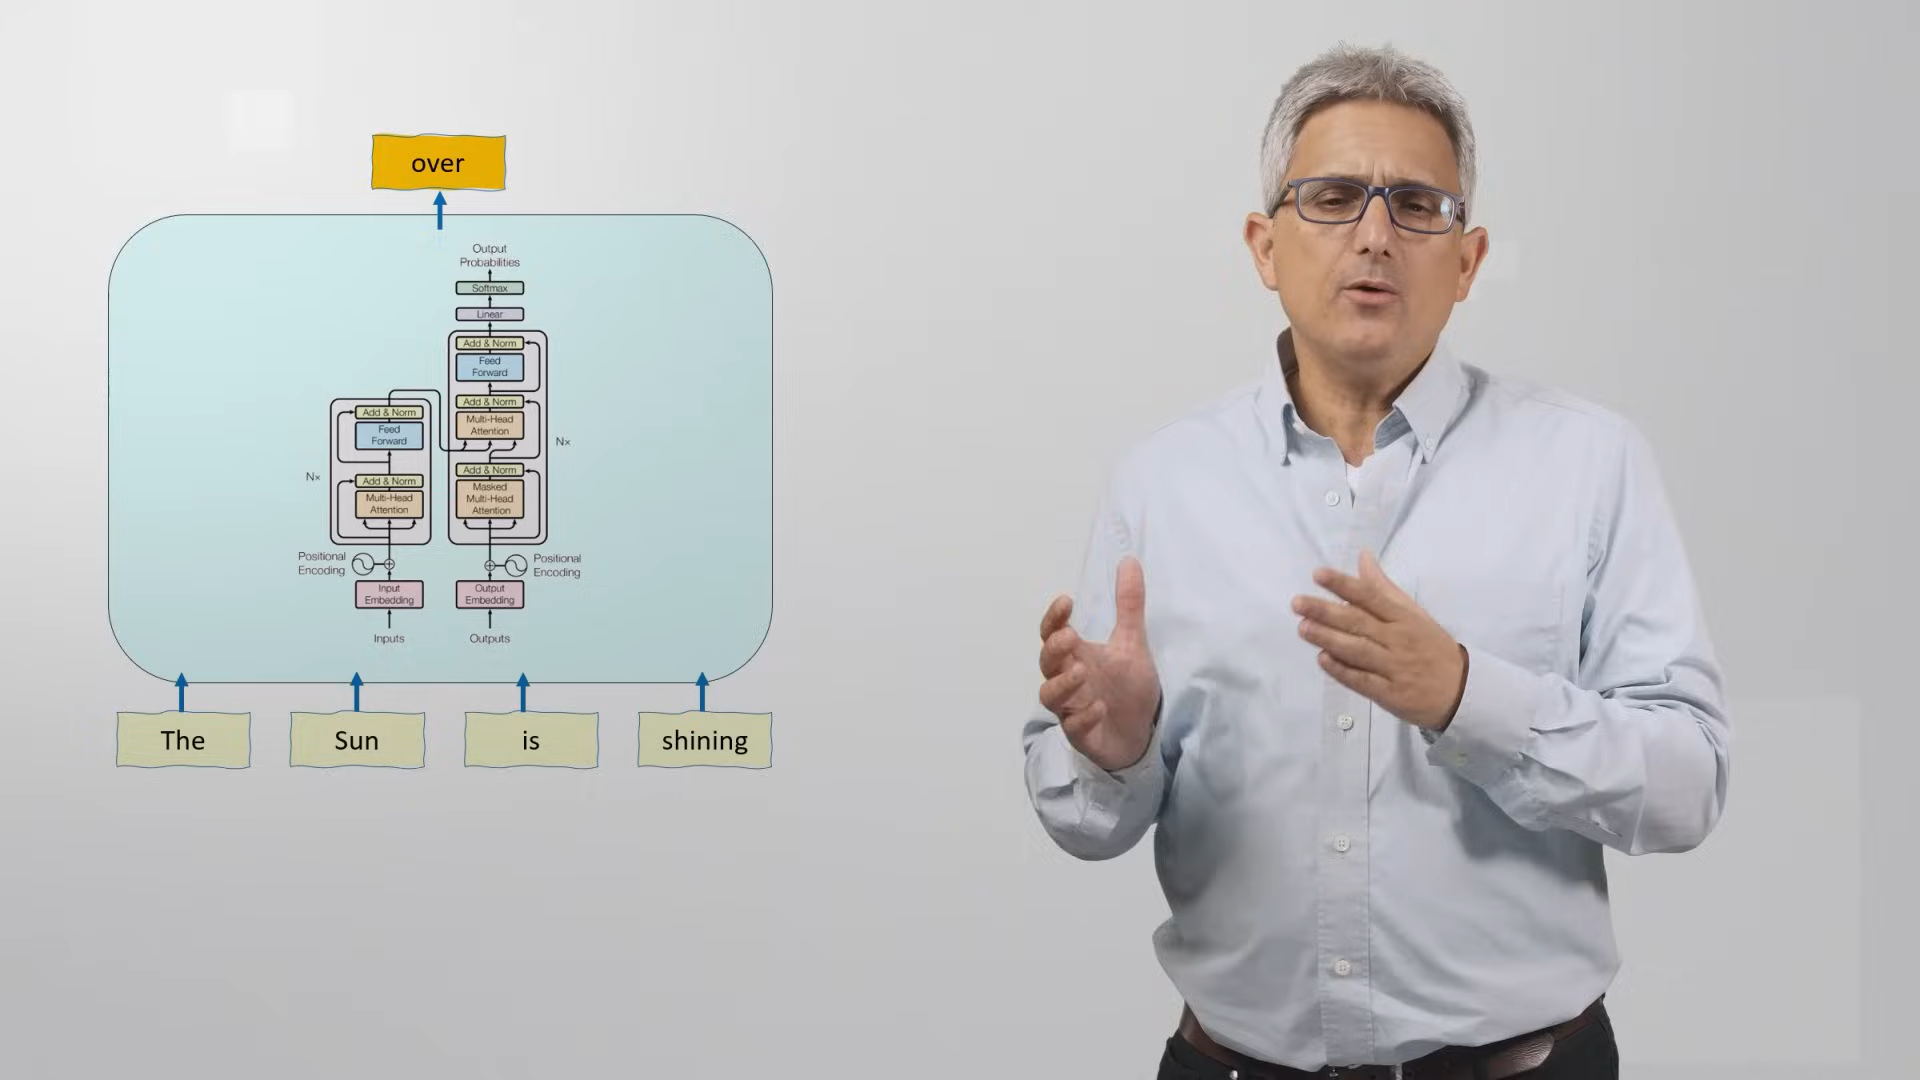 over
Output
Probabilities
Softmax
Linear
Add & Norm
Feed
Forward
Add & Norm
Multi-Head
Attention
Add & Norm
Masked
Multi-Head
Attention
Nx
Add & Norm
Feed
Forward
Add & Norm
Multi-Head
Attention
Nx
Positional
Encoding
Positional
Encoding
Input
Embedding
Output
Embedding
Inputs
Outputs
The
Sun
is
shining